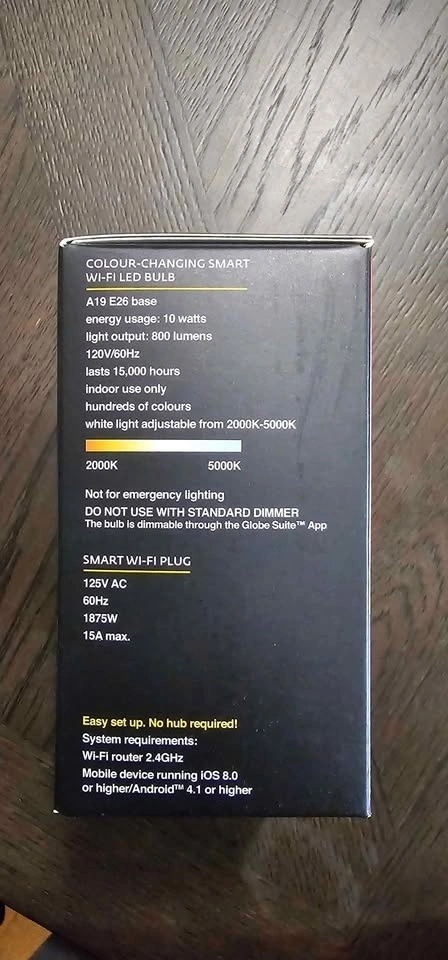 COLOUR-CHANGING SMART
WI-FI LED BULB
A19 E26 base
energy usage: 10 watts
light output: 800 lumens
120V/60Hz
lasts 15,000 hours
indoor use only
hundreds of colours
white light adjustable from 2000K-5000K
2000K 5000K
Not for emergency lighting
DO NOT USE WITH STANDARD DIMMER
The bulb is dimmable through the Globe Suite™ App
SMART WI-FI PLUG
125V AC
60Hz
1875W
15A max.
Easy set up. No hub required!
System requirements:
Wi-Fi router 2.4GHz
Mobile device running iOS 8.0
or higher/Android™ 4.1 or higher